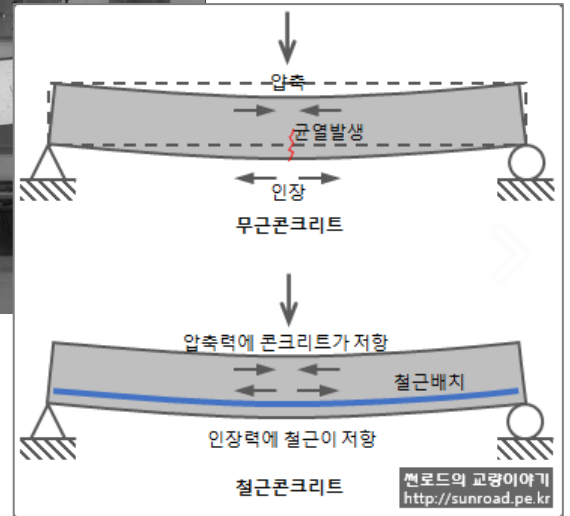 압축
균열발생
인장
무근콘크리트
압축력에 콘크리트가 저항
철근배치
인장력에 철근이 저항
철근콘크리트
썬로드의 교량이야기
http://sunroad.pe.kr